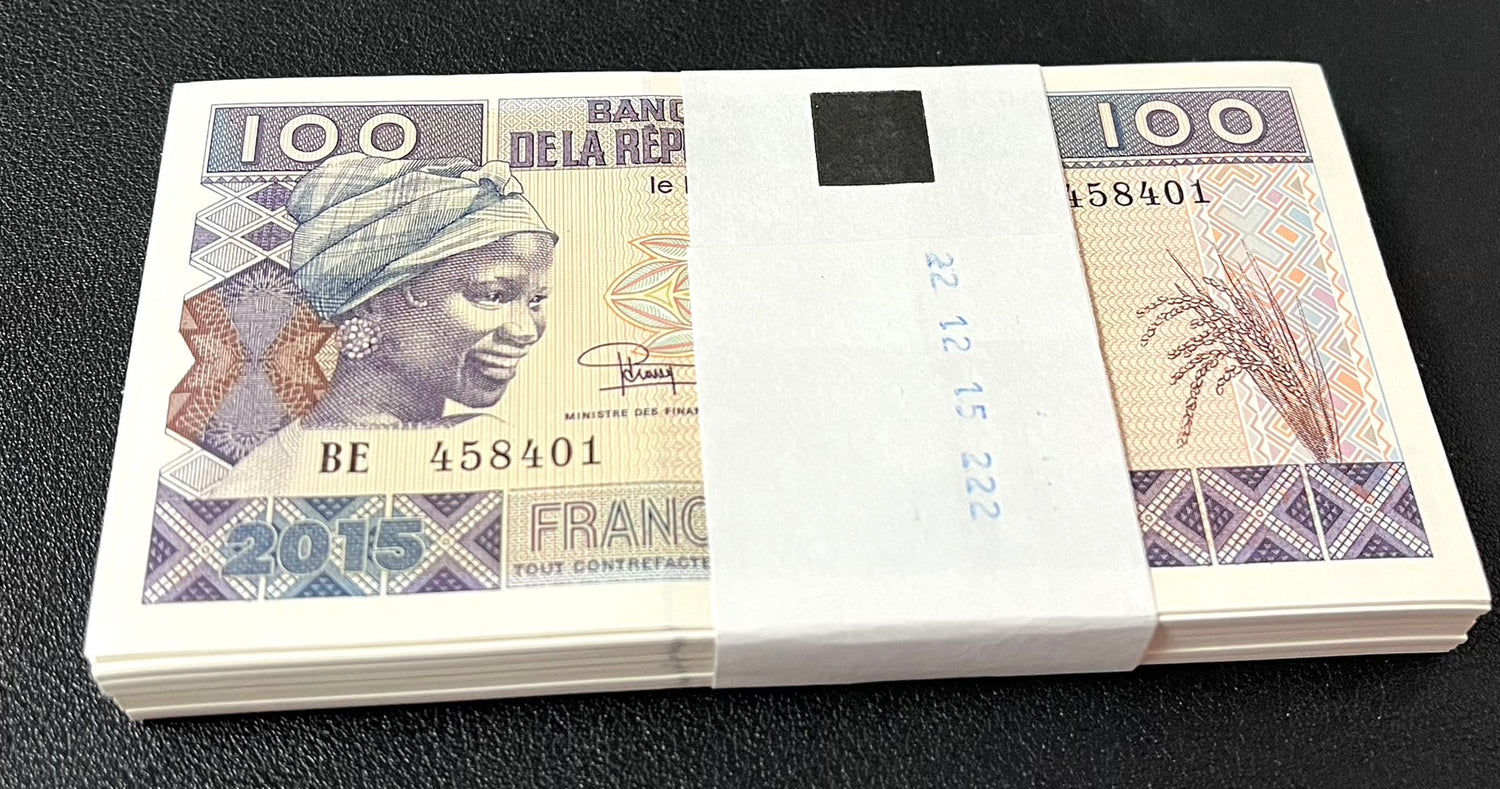 100
BANQ
DE LA RÉP
100
le
458401
MINISTRE DES FINAN
BE 458401
2015
FRANC
TOUT CONTREFACTE
22 12 15 222